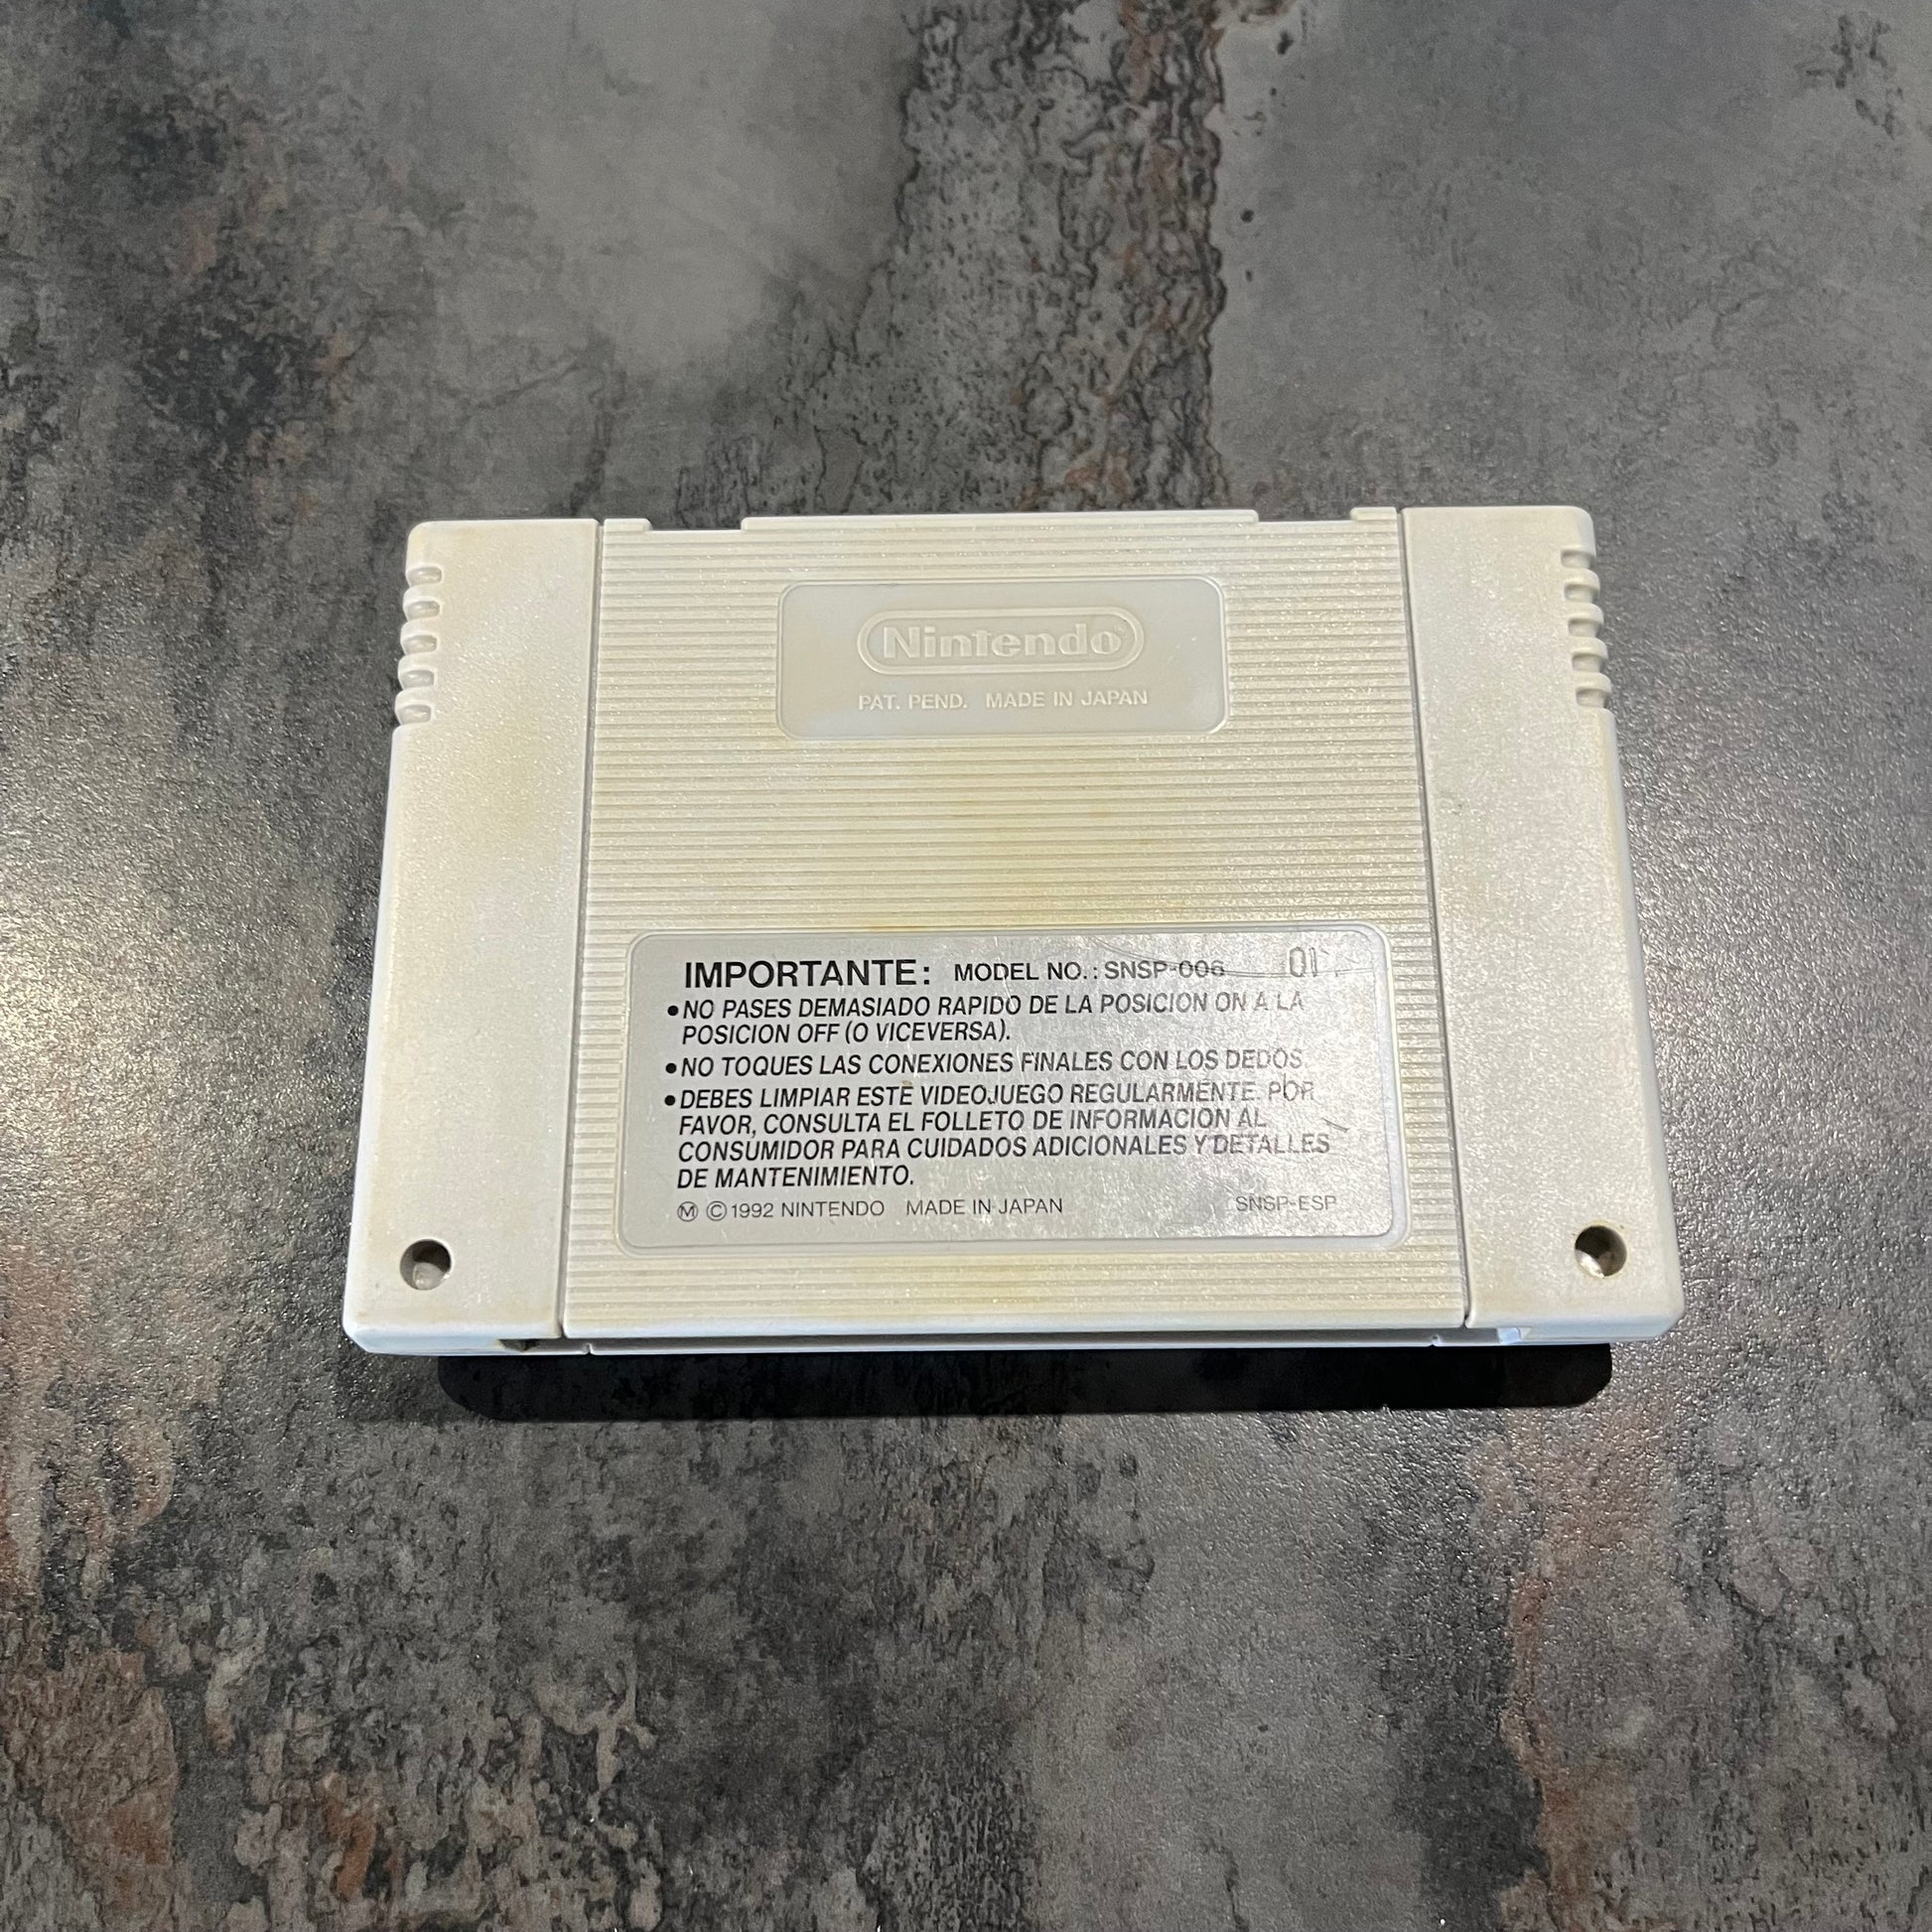 Nintendo®
PAT. PEND. MADE IN JAPAN
IMPORTANTE: MODEL NO.: SNSP-006
●NO PASES DEMASIADO RAPIDO DE LA POSICION ON A LA
POSICION OFF (O VICEVERSA).
●NO TOQUES LAS CONEXIONES FINALES CON LOS DEDOS.
●DEBES LIMPIAR ESTE VIDEOJUEGO REGULARMENTE. POR
FAVOR, CONSULTA EL FOLLETO DE INFORMACION AL
CONSUMIDOR PARA CUIDADOS ADICIONALES Y DETALLES
DE MANTENIMIENTO.
Ⓜ ©1992 NINTENDO MADE IN JAPAN SNSP-ESP